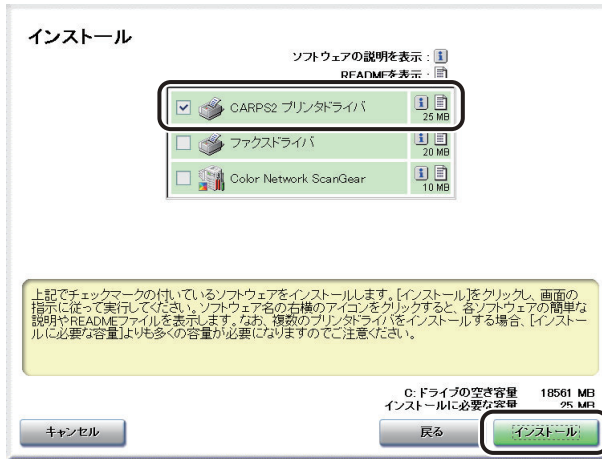 インストール
ソフトウェアの説明を表示：
READMEを表示：
CARPS2 プリンタドライバ
25 MB
ファクスドライバ
20 MB
Color Network ScanGear
10 MB
上記でチェックマークの付いているソフトウェアをインストールします。[インストール]をクリックし、画面の
指示に従って実行してください。ソフトウェア名の右横のアイコンをクリックすると、各ソフトウェアの簡単な
説明やREADMEファイルを表示します。なお、複数のプリンタドライバをインストールする場合、[インストー
ルに必要な容量]よりも多くの容量が必要になりますのでご注意ください。
C:ドライブの空き容量 18561 MB
インストールに必要な容量 25 MB
キャンセル
戻る
インストール